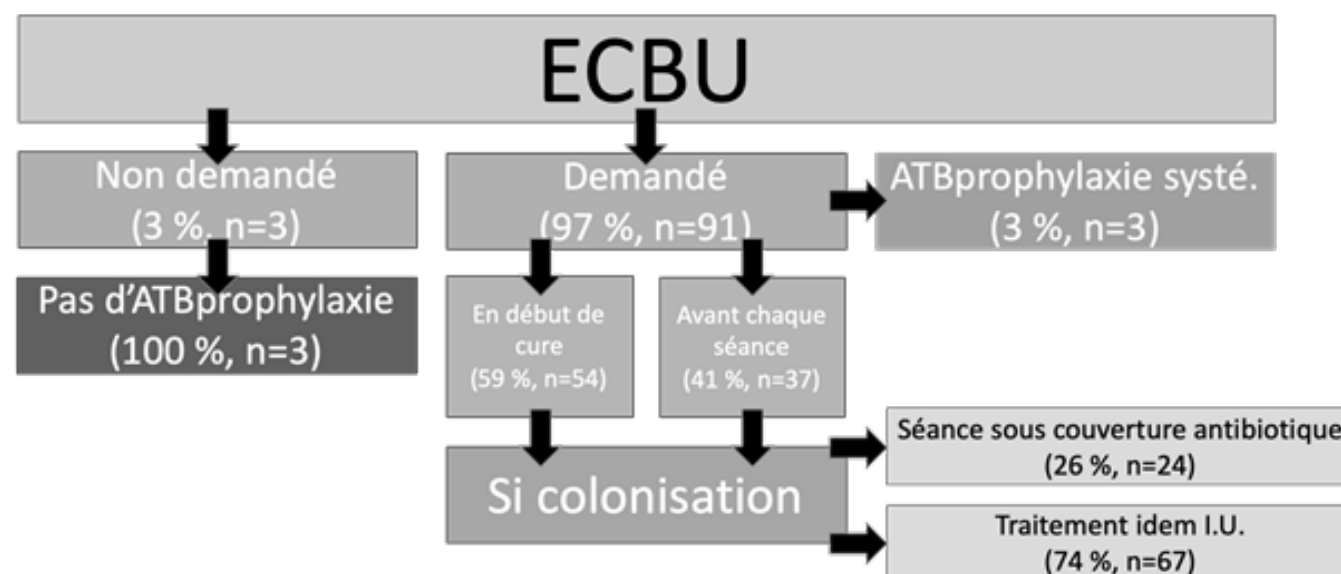 ECBU
Non demandé
(3 %, n=3)
Demandé
(97 %, n=91)
ATBprophylaxie systé.
(3 %, n=3)
Pas d'ATBprophylaxie
(100 %, n=3)
En début de
cure
(59 %, n=54)
Avant chaque
séance
(41 %, n=37)
Si colonisation
Séance sous couverture antibiotique
(26 %, n=24)
Traitement idem I.U.
(74 %, n=67)